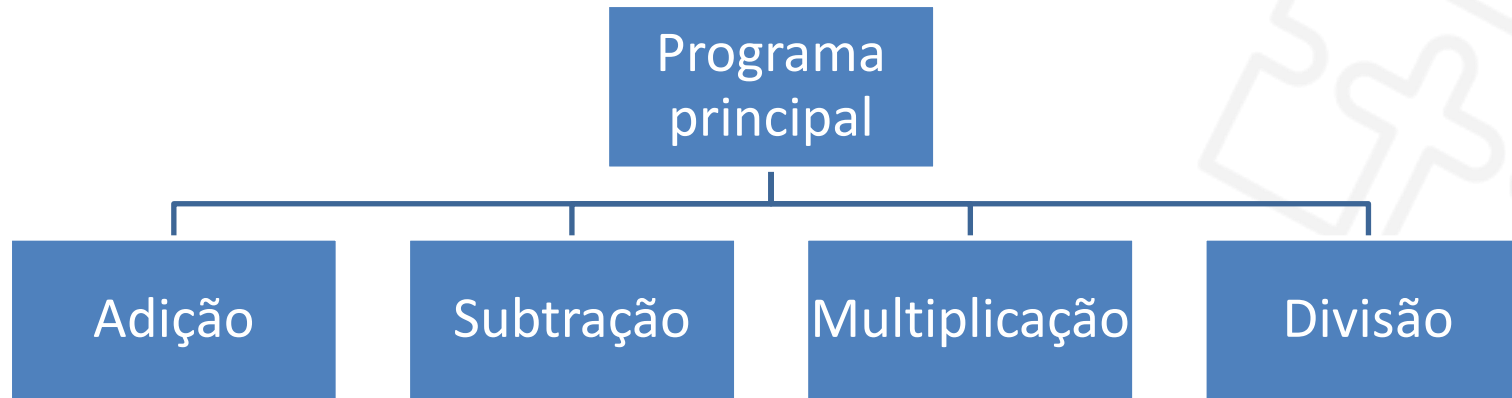 Programa
principal
Adição
Subtração
Multiplicação
Divisão